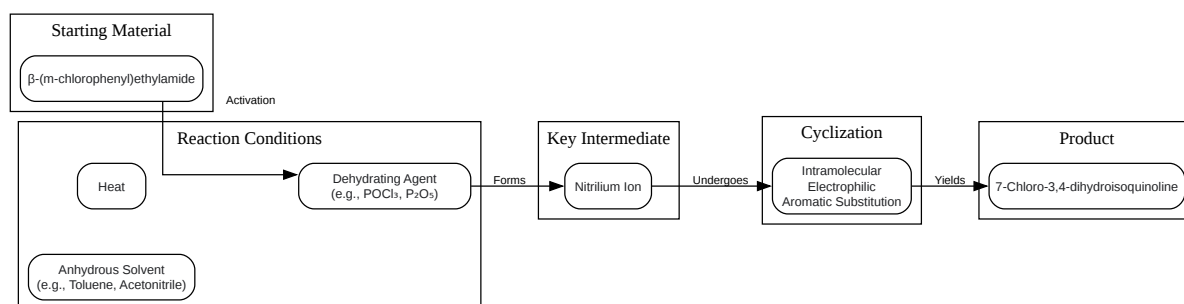 Starting Material
β-(m-chlorophenyl)ethylamide
Activation
Reaction Conditions
Heat
Dehydrating Agent
(e.g., POCl₃, P₂O₅)
Anhydrous Solvent
(e.g., Toluene, Acetonitrile)
Forms
Key Intermediate
Nitrilium Ion
Undergoes
Cyclization
Intramolecular
Electrophilic
Aromatic Substitution
Yields
Product
7-Chloro-3,4-dihydroisoquinoline